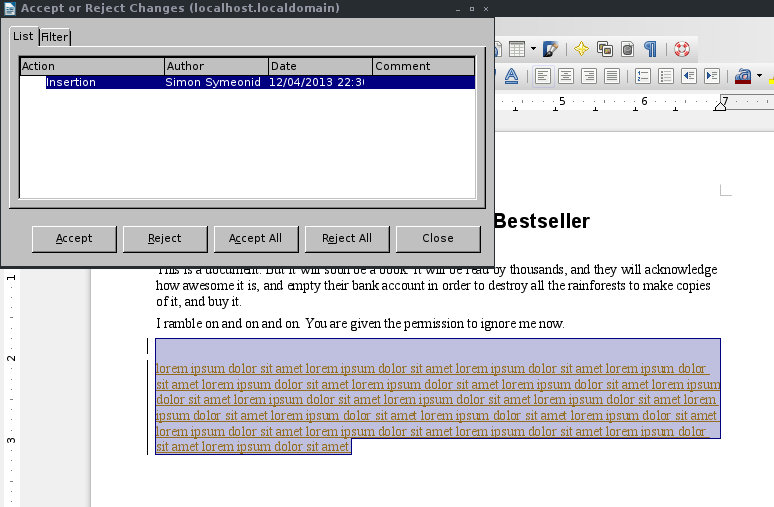 Accept or Reject Changes (localhost.localdomain)
List Filter
Action Author Date Comment
Insertion Simon Symeonid 12/04/2013 22:30
Accept Reject Accept All Reject All Close
5 6 7
Bestseller
This is a document. But it will soon be a book. It will be read by thousands, and they will acknowledge
how awesome it is, and empty their bank account in order to destroy all the rainforests to make copies
of it, and buy it.
I ramble on and on and on. You are given the permission to ignore me now.
lorem ipsum dolor sit amet lorem ipsum dolor sit amet lorem ipsum dolor sit amet lorem ipsum dolor
sit amet lorem ipsum dolor sit amet lorem ipsum dolor sit amet lorem ipsum dolor sit amet lorem ipsum
dolor sit amet lorem ipsum dolor sit amet lorem ipsum dolor sit amet lorem ipsum dolor sit amet lorem
ipsum dolor sit amet lorem ipsum dolor sit amet lorem ipsum dolor sit amet lorem ipsum dolor sit amet
lorem ipsum dolor sit amet lorem ipsum dolor sit amet lorem ipsum dolor sit amet lorem ipsum dolor
sit amet lorem ipsum dolor sit amet
1
2
3